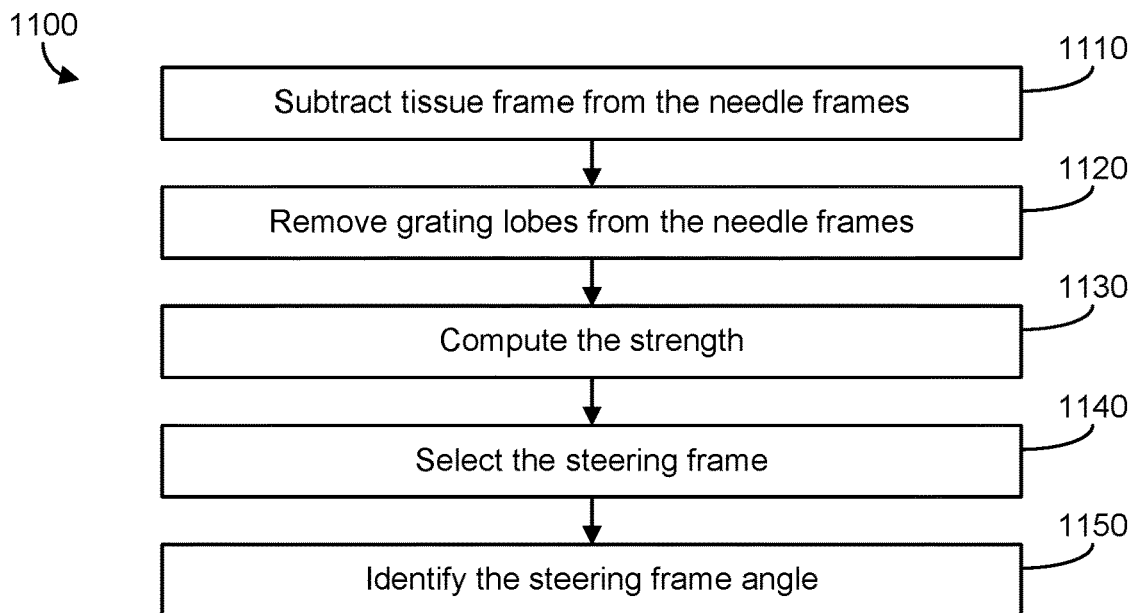 1100
1110
Subtract tissue frame from the needle frames
1120
Remove grating lobes from the needle frames
1130
Compute the strength
1140
Select the steering frame
1150
Identify the steering frame angle